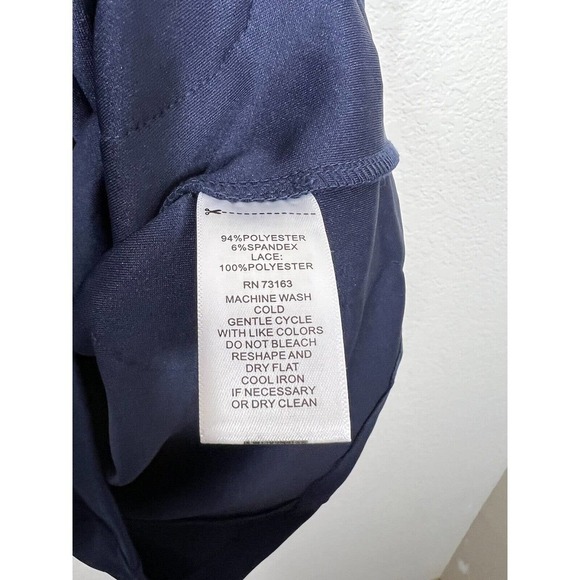 94%POLYESTER
6%SPANDEX
LACE:
100%POLYESTER
RN 73163
MACHINE WASH
COLD
GENTLE CYCLE
WITH LIKE COLORS
DO NOT BLEACH
RESHAPE AND
DRY FLAT
COOL IRON
IF NECESSARY
OR DRY CLEAN